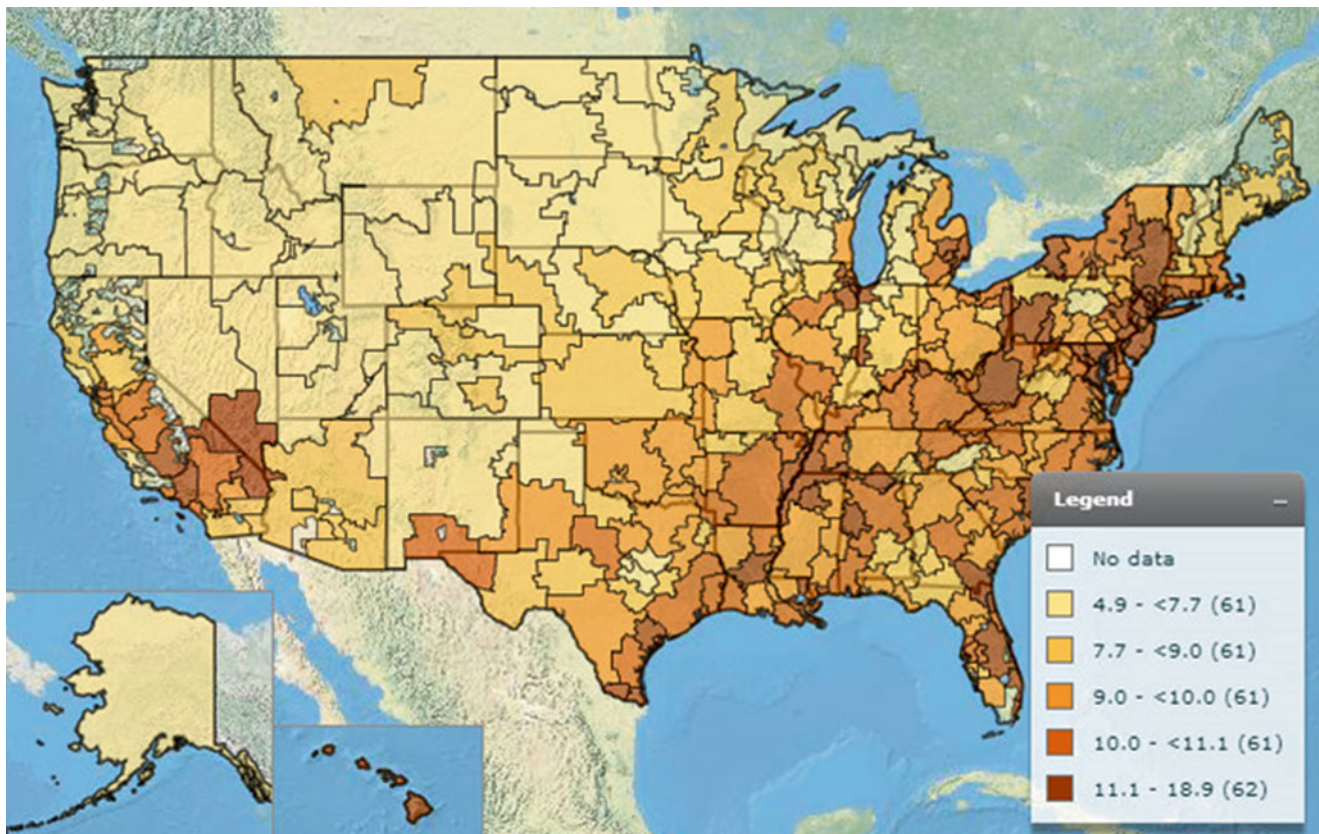 Legend
No data
4.9 - <7.7 (61)
7.7 - <9.0 (61)
9.0 - <10.0 (61)
10.0 - <11.1 (61)
11.1 - 18.9 (62)